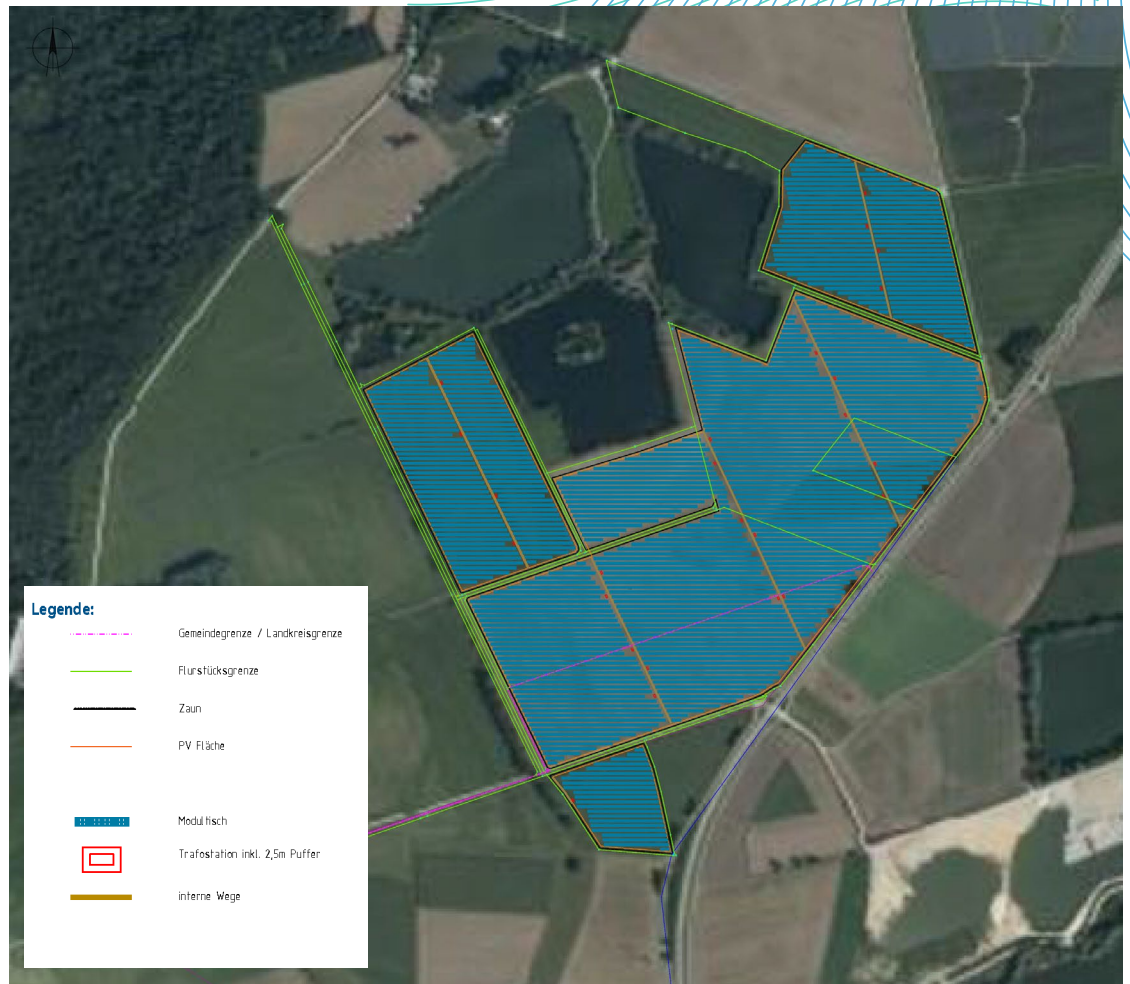 Legende:
Gemeindegrenze / Landkreisgrenze
Flurstücksgrenze
Zaun
PV Fläche
Modultisch
Trafostation inkl. 2,5m Puffer
interne Wege